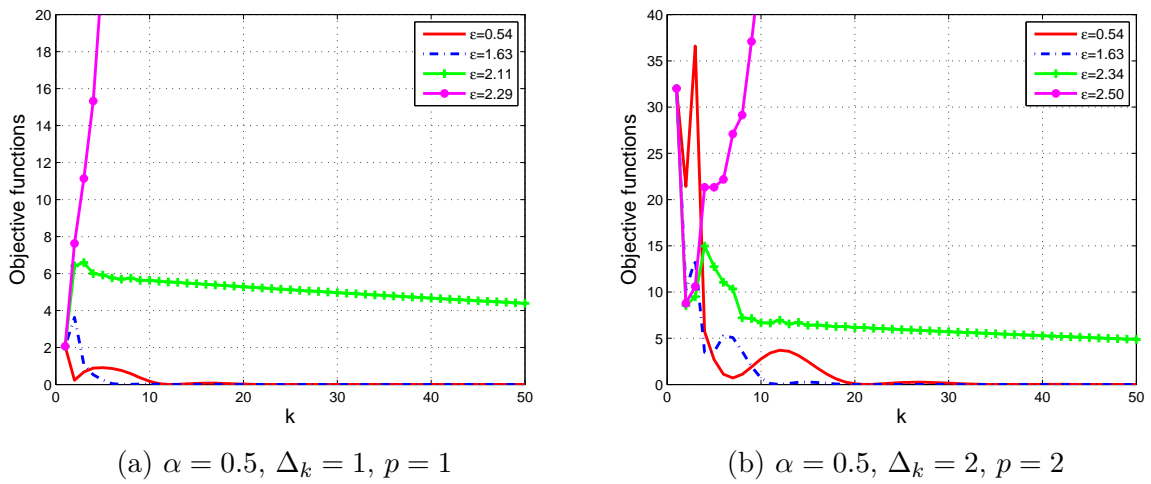 20
18
16
14
12
10
8
6
4
2
0
0 10 20 30 40 50
k
Objective functions
ε=0.54
ε=1.63
ε=2.11
ε=2.29
(a) α = 0.5, Δk = 1, p = 1
40
35
30
25
20
15
10
5
0
0 10 20 30 40 50
k
Objective functions
ε=0.54
ε=1.63
ε=2.34
ε=2.50
(b) α = 0.5, Δk = 2, p = 2